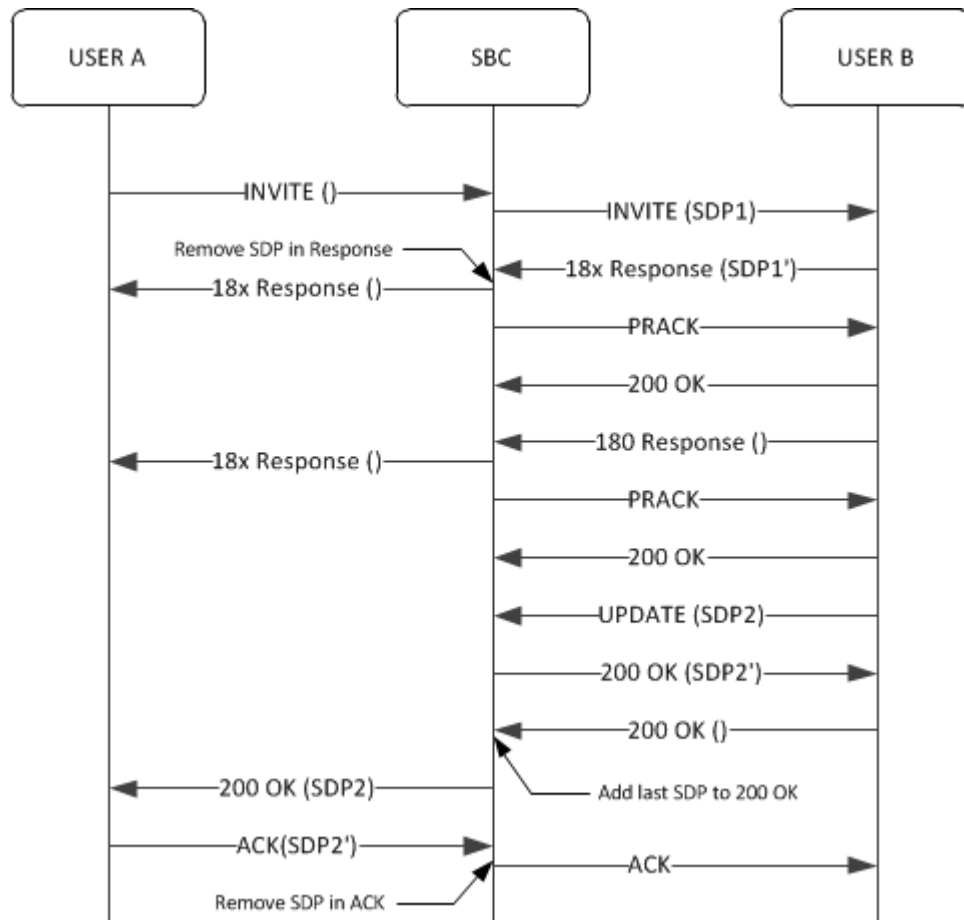 USER A
SBC
USER B
INVITE ()
INVITE (SDP1)
Remove SDP in Response
18x Response (SDP1')
18x Response ()
PRACK
200 OK
180 Response ()
18x Response ()
PRACK
200 OK
UPDATE (SDP2)
200 OK (SDP2')
200 OK ()
200 OK (SDP2)
Add last SDP to 200 OK
ACK(SDP2')
ACK
Remove SDP in ACK